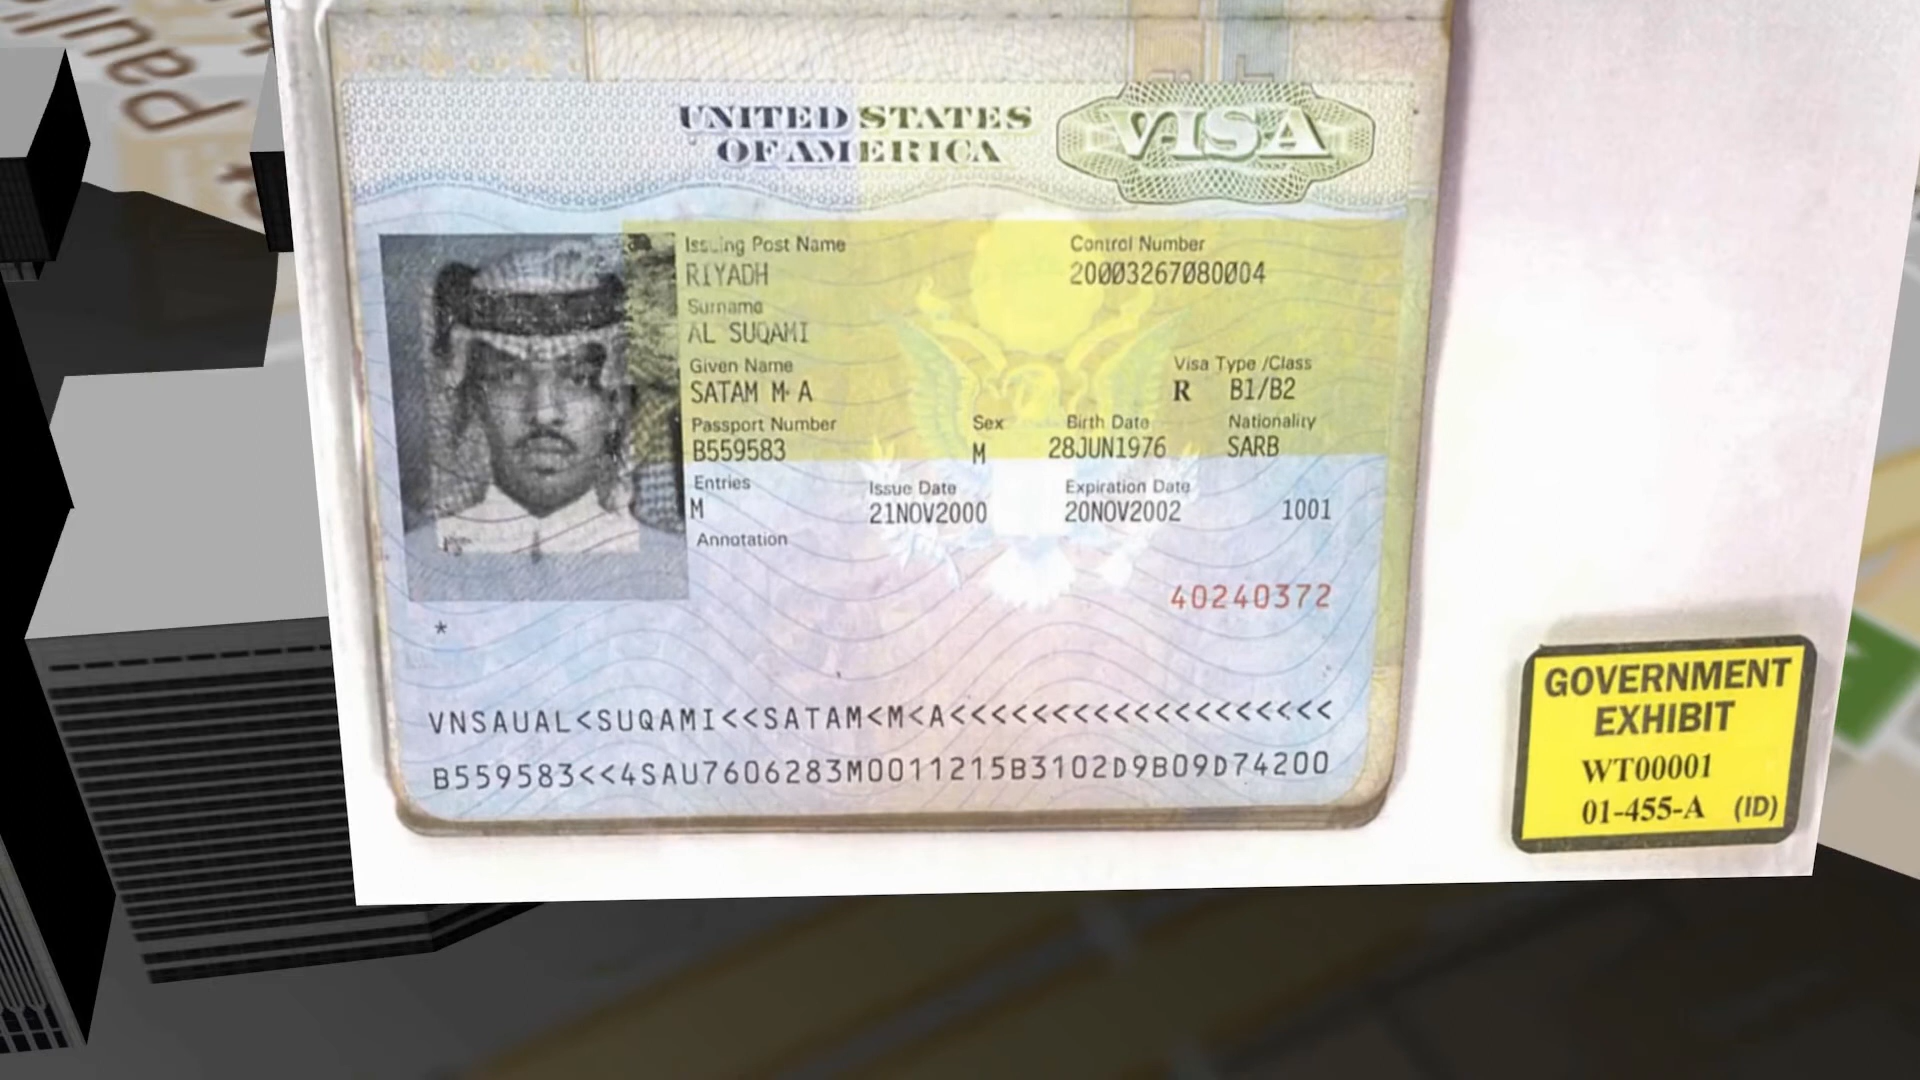 Paul's
UNITED STATES
OF AMERICA
VISA
Issuing Post Name
RIYADH
Control Number
20003267080004
Surname
AL SUQAMI
Given Name
SATAM M A
Visa Type /Class
R B1/B2
Passport Number
B559583
Sex
M
Birth Date
28JUN1976
Nationality
SARB
Entries
M
Issue Date
21NOV2000
Expiration Date
20NOV2002
1001
Annotation
40240372
*
VNSAUAL<SUQAMI<<SATAM<M<A<<<<<<<<<<<<<<<<<<<
B559583<<4SAU7606283M0011215B3102D9B09D74200
GOVERNMENT
EXHIBIT
WT00001
01-455-A (ID)